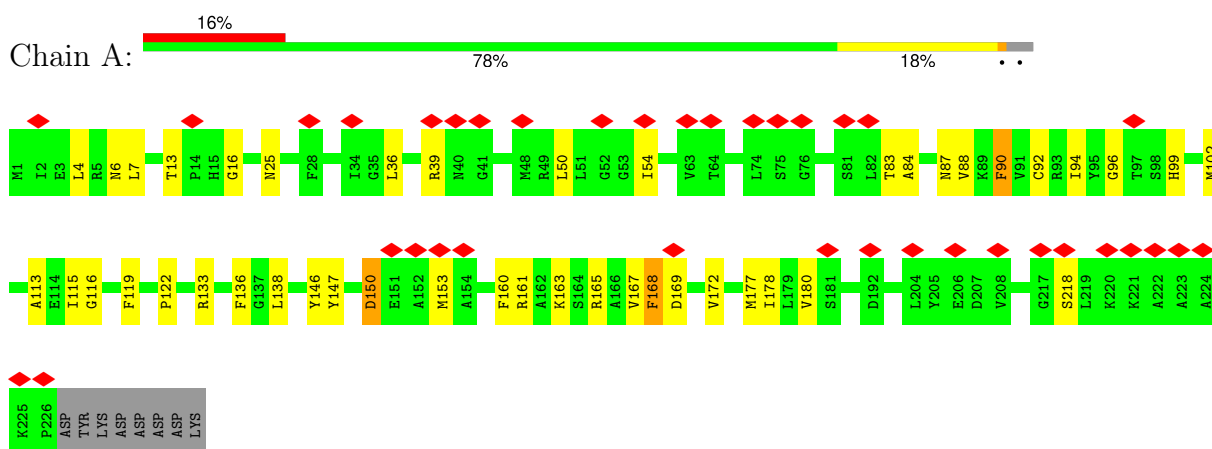 16%
Chain A:
78% 18% • •
M1 I2 E3 L4 R5 N6 L7 T13 P14 H15 G16 N25 F28 I34 G35 L36 R39 N40 G41 M48 R49 L50 L51 G52 G53 I54 V63 T64 L74 S75 G76 S81 L82 T83 A84 N87 V88 K89 F90 V91 C92 R93 I94 Y95 G96 T97 S98 H99 M102
A113 E114 I115 G116 F119 P122 R133 F136 G137 L138 Y146 Y147 D150 E151 A152 M153 A154 F160 R161 A162 K163 S164 R165 A166 V167 F168 D169 V172 M177 I178 L179 V180 S181 D192 L204 Y205 E206 D207 V208 G217 S218 L219 K220 K221 A222 A223 A224
K225 P226 ASP TYR LYS ASP ASP ASP ASP LYS